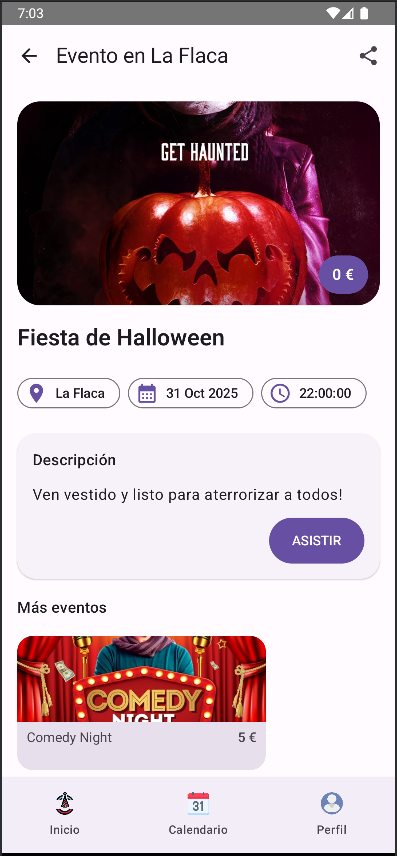 7:03
Evento en La Flaca
GET HAUNTED
0 €
Fiesta de Halloween
La Flaca
31 Oct 2025
22:00:00
Descripción
Ven vestido y listo para aterrorizar a todos!
ASISTIR
Más eventos
COMEDY
NIGHT
Comedy Night
5 €
31
Inicio
Calendario
Perfil